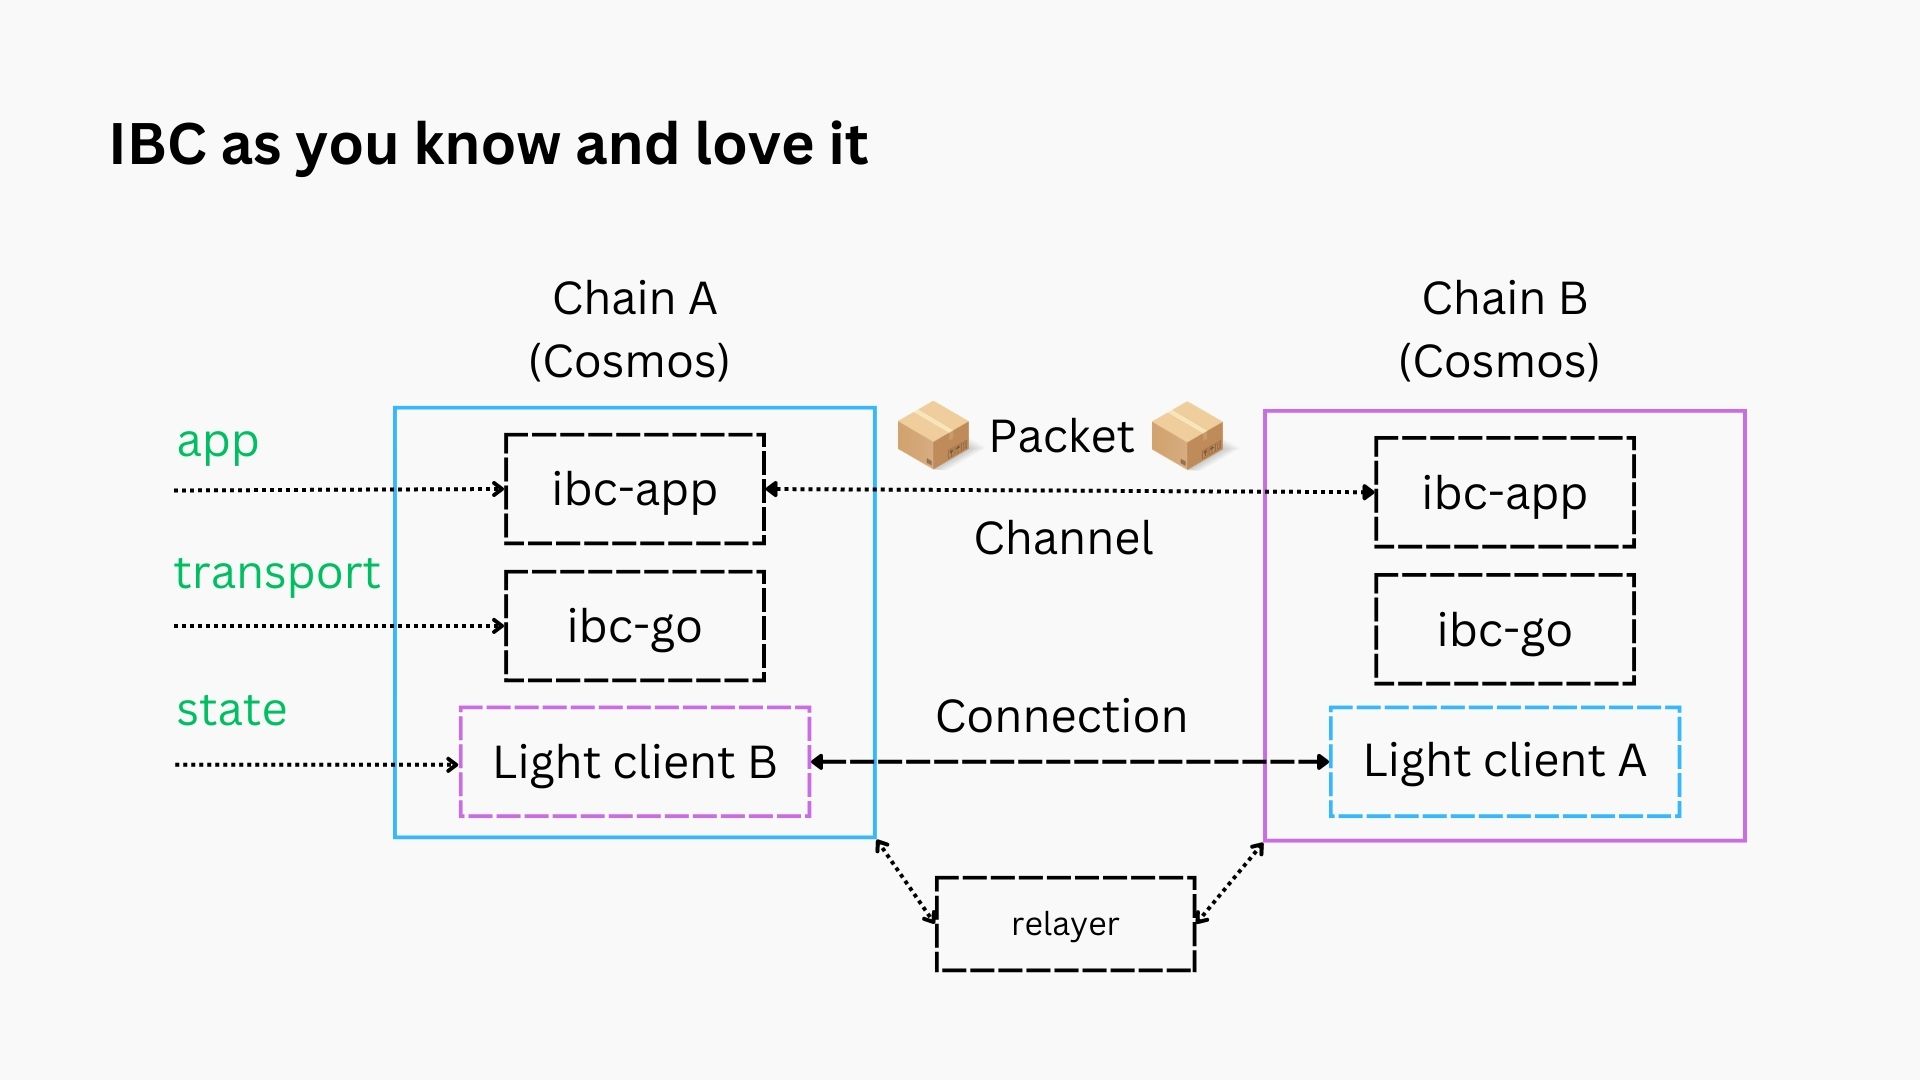 IBC as you know and love it
Chain A
(Cosmos)
Chain B
(Cosmos)
app
ibc-app
Packet
Channel
ibc-app
transport
ibc-go
ibc-go
state
Light client B
Connection
Light client A
relayer